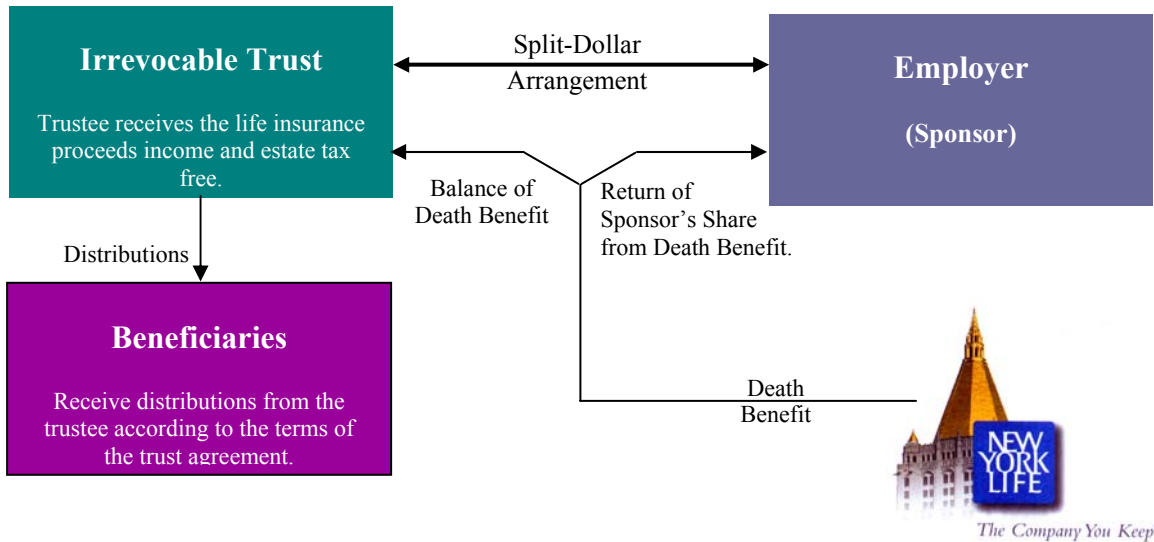 Irrevocable Trust
Trustee receives the life insurance
proceeds income and estate tax
free.
Split-Dollar
Arrangement
Employer
(Sponsor)
Balance of
Death Benefit
Return of
Sponsor's Share
from Death Benefit.
Distributions
Beneficiaries
Receive distributions from the
trustee according to the terms of
the trust agreement.
Death
Benefit
NEW
YORK
LIFE
The Company You Keep